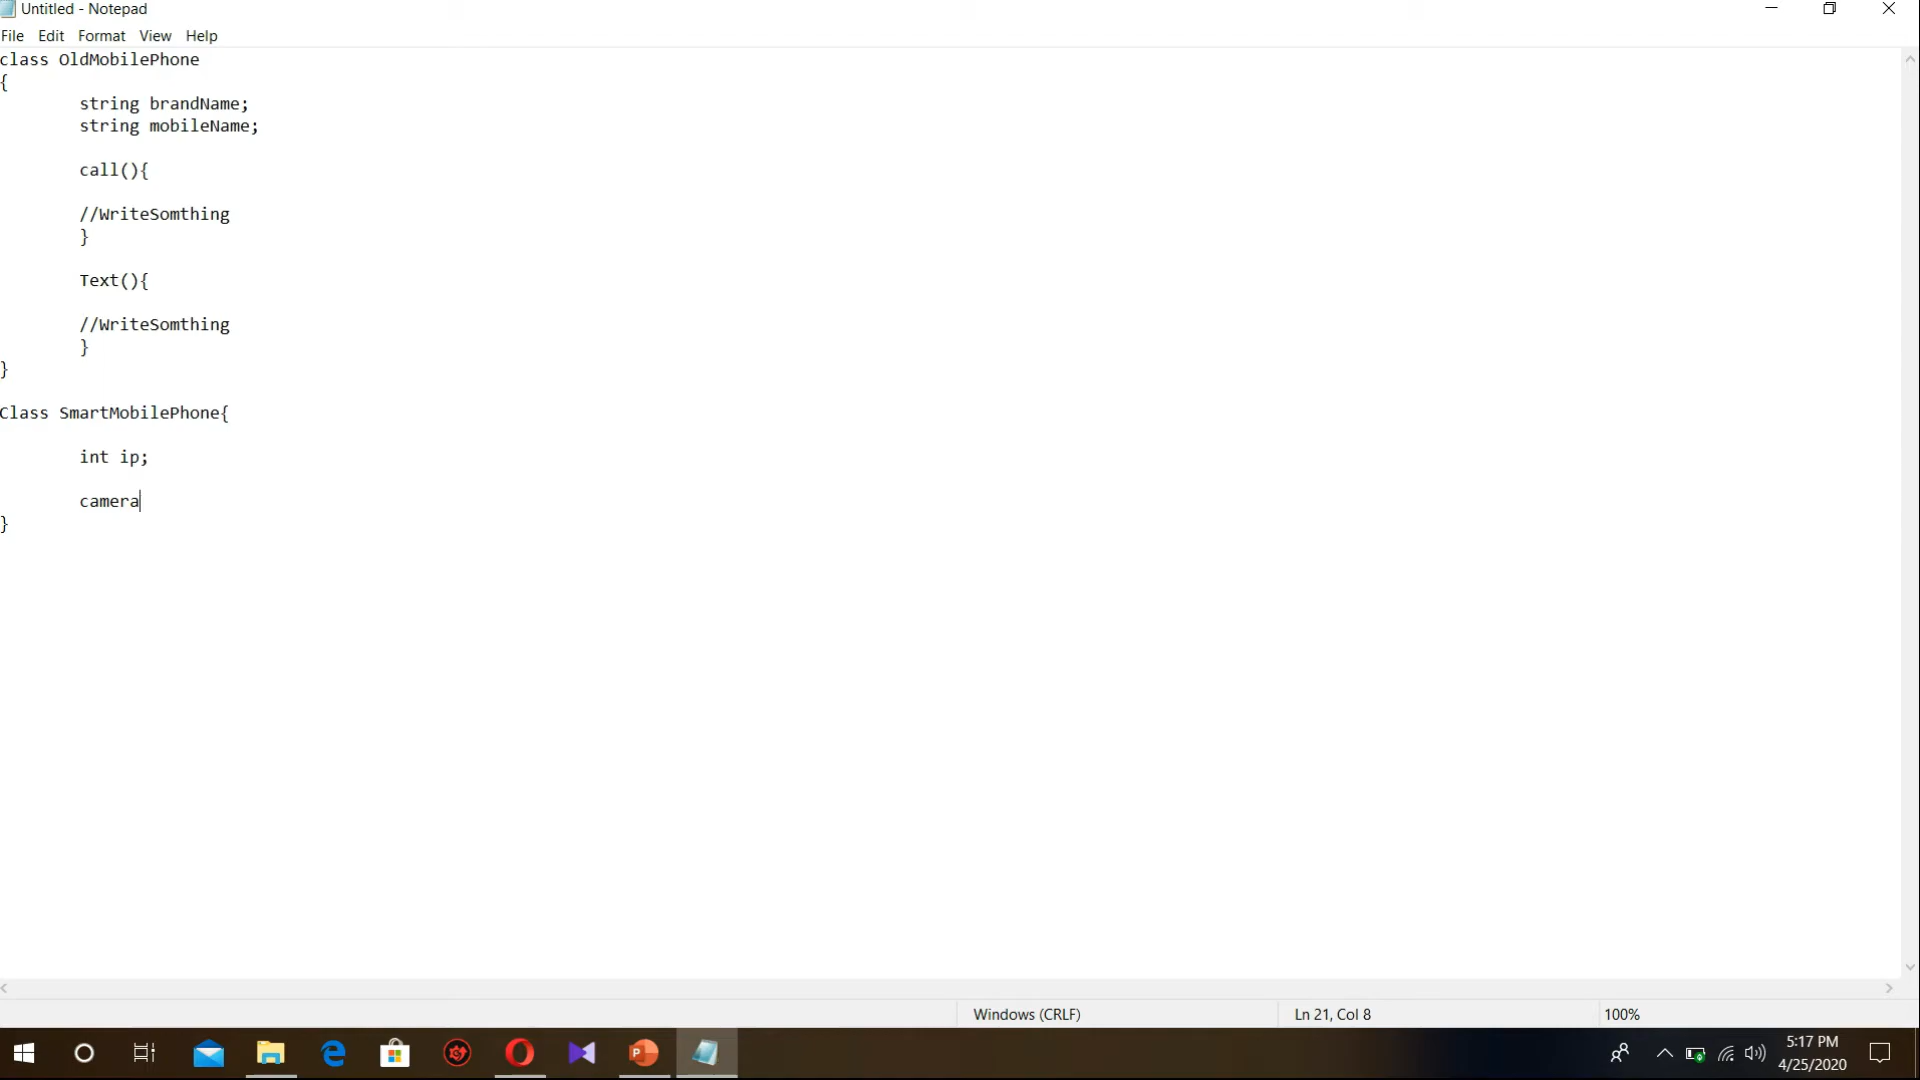 Untitled - Notepad
File Edit Format View Help
class OldMobilePhone
{
string brandName;
string mobileName;
call(){
//WriteSomthing
}
Text(){
//WriteSomthing
}
}
Class SmartMobilePhone{
int ip;
camera
}
Windows (CRLF) Ln 21, Col 8 100%
5:17 PM
4/25/2020